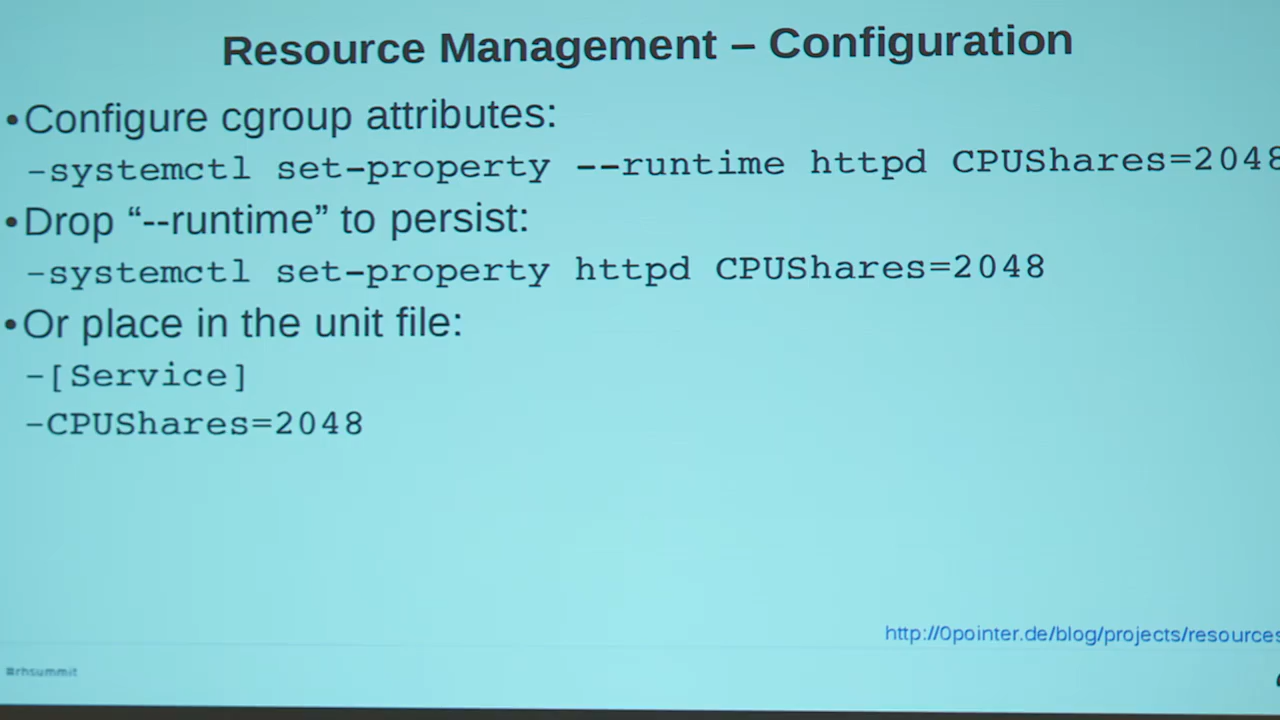 Resource Management – Configuration
•Configure cgroup attributes:
–systemctl set-property --runtime httpd CPUShares=2048
•Drop “--runtime” to persist:
–systemctl set-property httpd CPUShares=2048
•Or place in the unit file:
–[Service]
–CPUShares=2048
http://0pointer.de/blog/projects/resources
#rhsummit